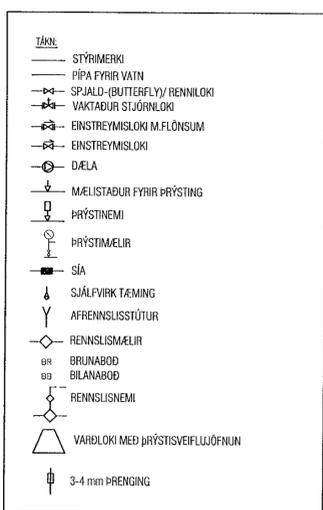 TÁKN:
STÝRIMERKI
PÍPA FYRIR VATN
SPJALD-(BUTTERFLY)/ RENNILOKI
VAKTAÐUR STJÓRNLOKI
EINSTREYMISLOKI M.FLÖNSUM
EINSTREYMISLOKI
DÆLA
MÆLISTAÐUR FYRIR ÞRÝSTING
ÞRÝSTINEMI
ÞRÝSTIMÆLIR
SÍA
SJÁLFVIRK TÆMING
AFRENNSLISSTÚTUR
RENNSLISMÆLIR
BR BRUNABOÐ
BB BILANABOÐ
RENNSLISNEMI
VARÐLOKI MEÐ ÞRÝSTISVEIFLUJÖFNUN
3-4 mm ÞRENGING